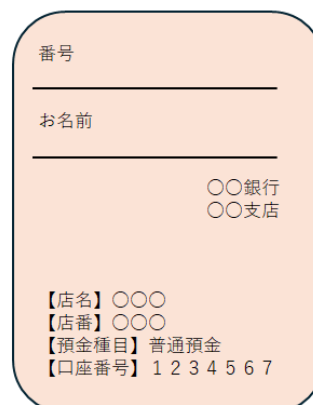 番号
お名前
〇〇銀行
〇〇支店
【店名】〇〇〇
【店番】〇〇〇
【預金種目】普通預金
【口座番号】１２３４５６７